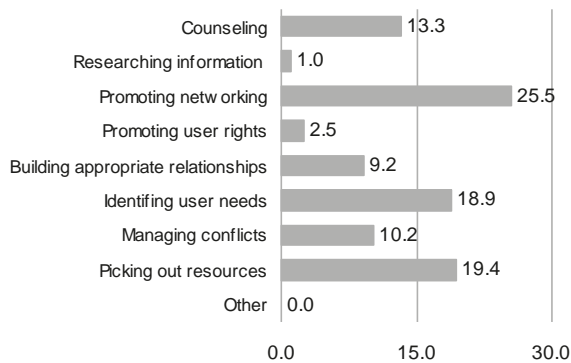 Counseling 13.3
Researching information 1.0
Promoting netw orking 25.5
Promoting user rights 2.5
Building appropriate relationships 9.2
Identifing user needs 18.9
Managing conflicts 10.2
Picking out resources 19.4
Other 0.0
0.0 15.0 30.0